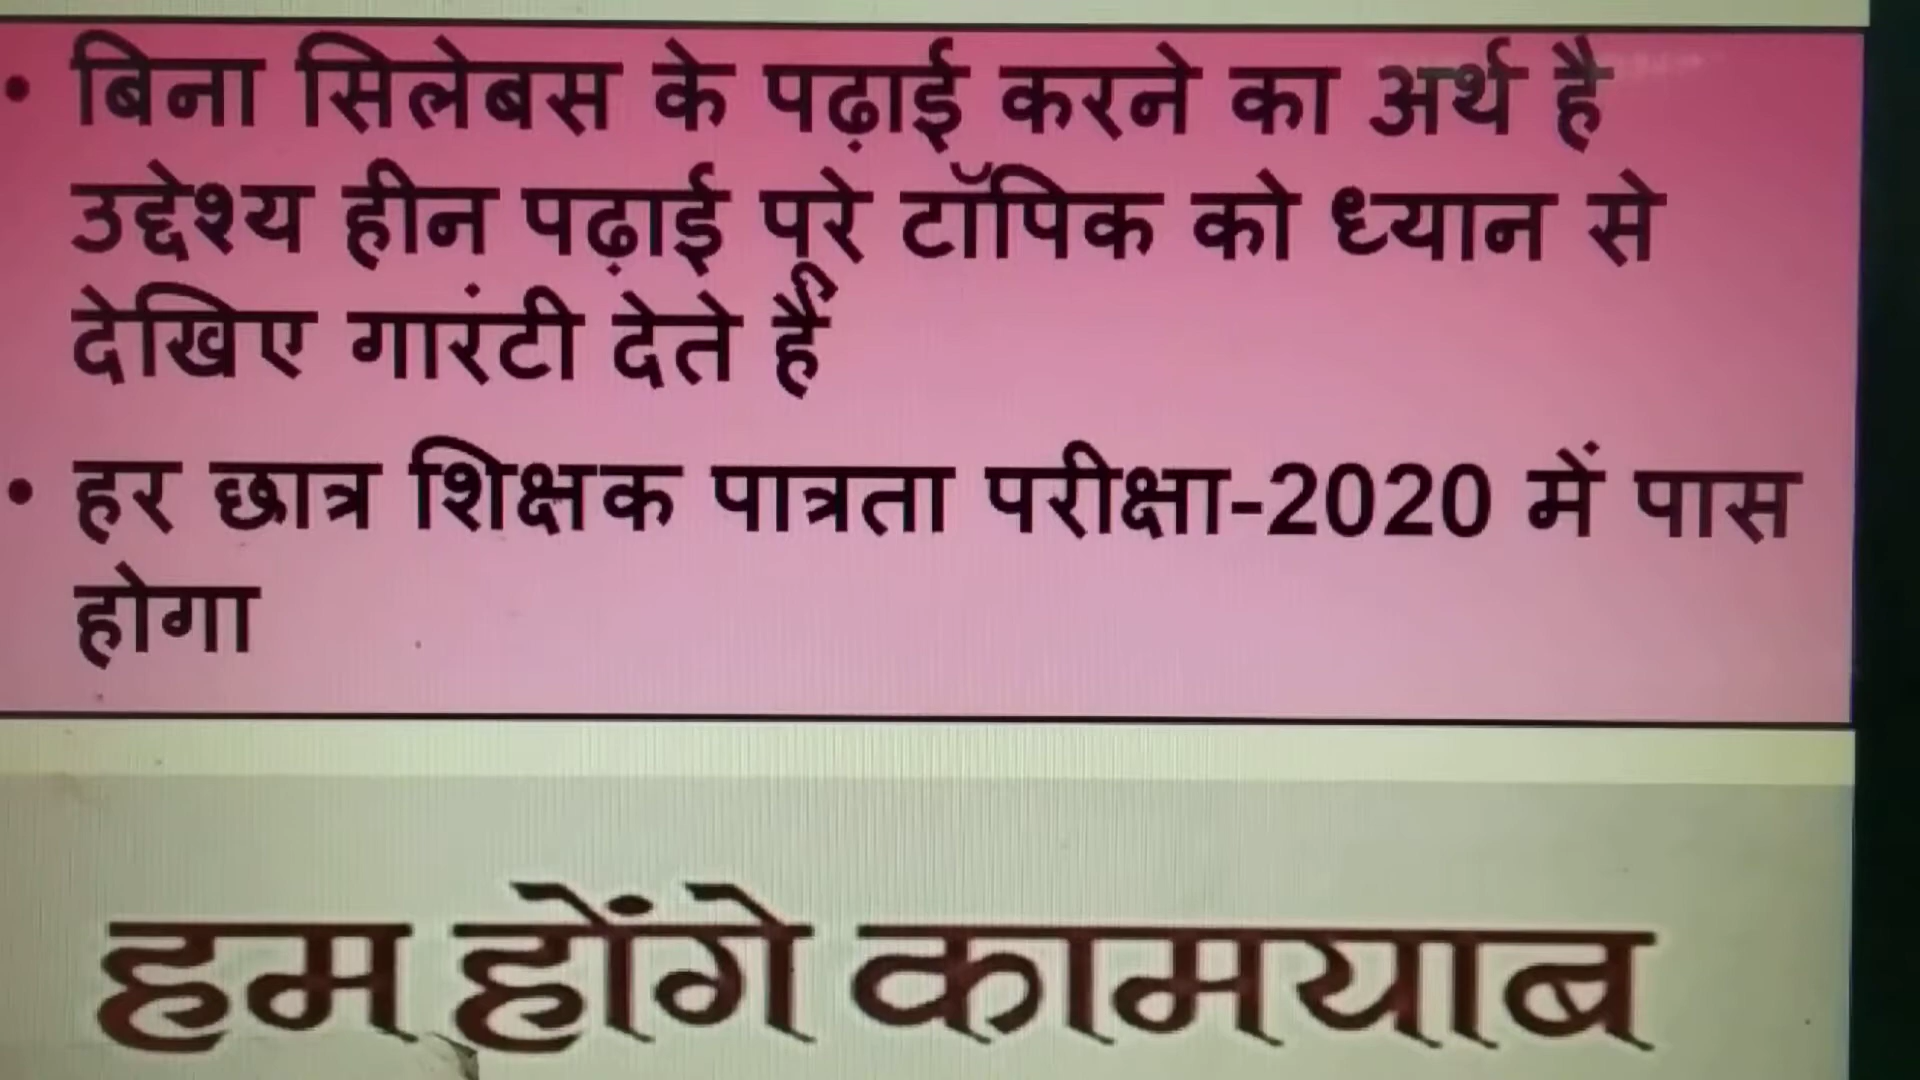 • बिना सिलेबस के पढ़ाई करने का अर्थ है
उद्देश्य हीन पढ़ाई पूरे टॉपिक को ध्यान से
देखिए गारंटी देते हैं
• हर छात्र शिक्षक पात्रता परीक्षा-2020 में पास
होगा
हम होंगे कामयाब